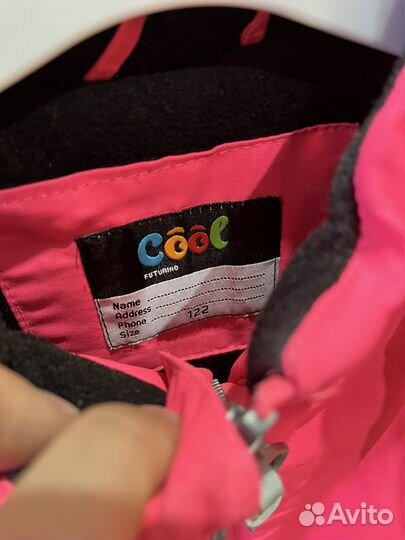 Cool
FUTURINO
Name
Address
Phone
Size 122
Avito